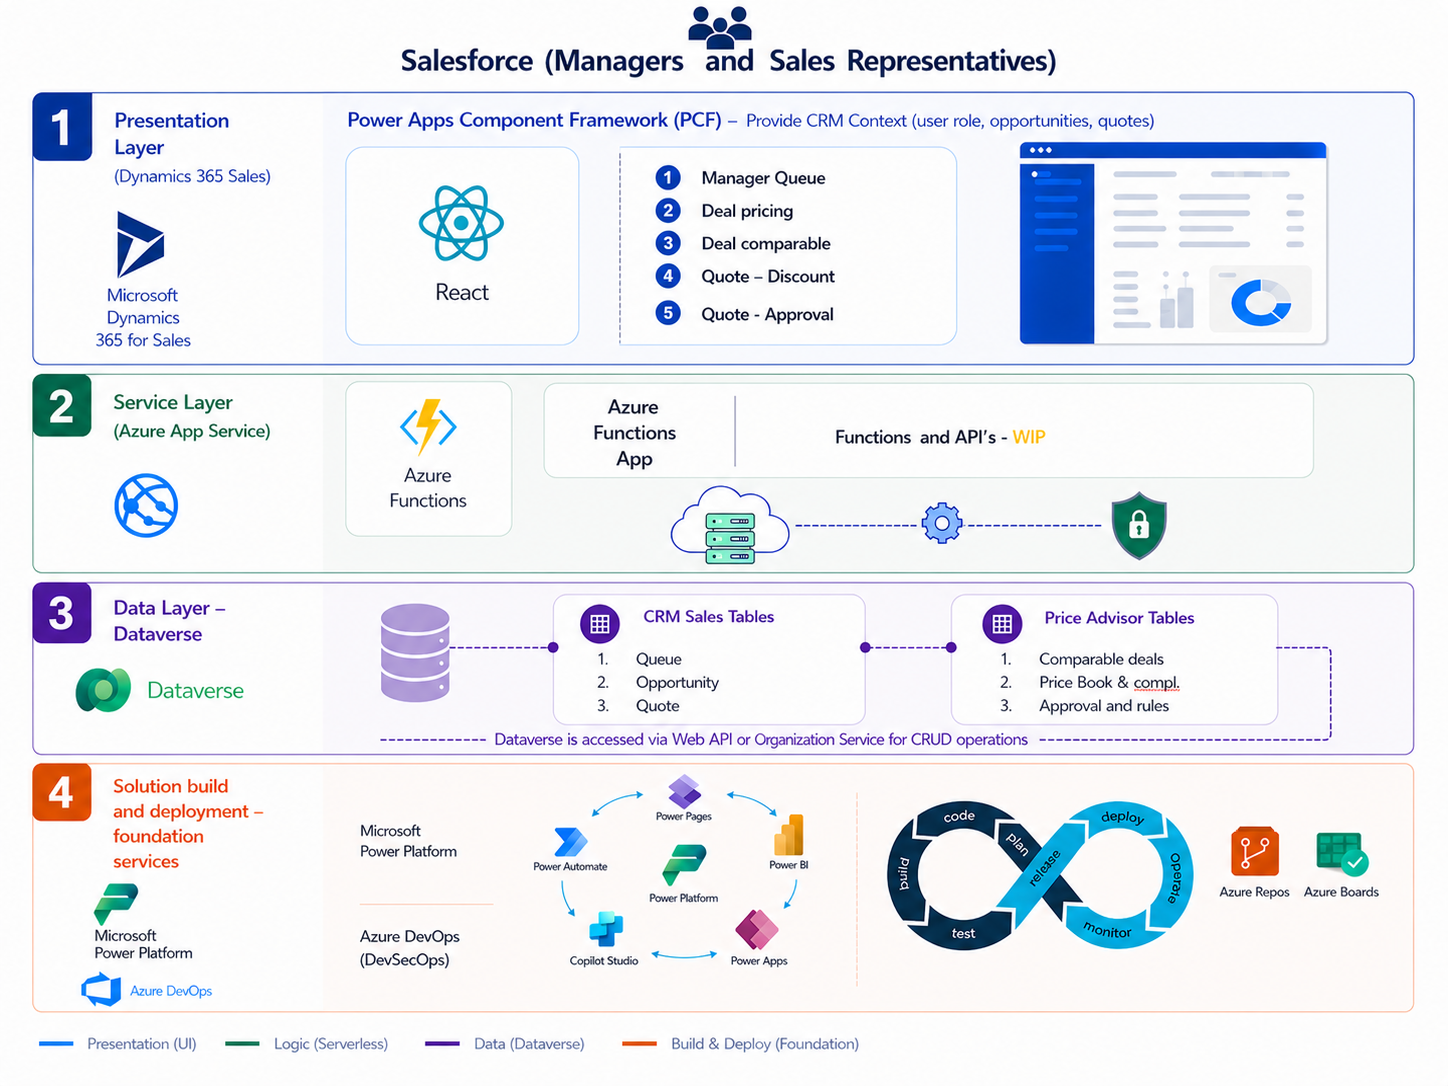 Salesforce (Managers and Sales Representatives)
1
Presentation
Layer
(Dynamics 365 Sales)
Microsoft
Dynamics
365 for Sales
Power Apps Component Framework (PCF) – Provide CRM Context (user role, opportunities, quotes)
React
1 Manager Queue
2 Deal pricing
3 Deal comparable
4 Quote – Discount
5 Quote - Approval
2
Service Layer
(Azure App Service)
Azure
Functions
Azure
Functions
App
Functions and API's - WIP
3
Data Layer –
Dataverse
Dataverse
CRM Sales Tables
1. Queue
2. Opportunity
3. Quote
Price Advisor Tables
1. Comparable deals
2. Price Book & compl.
3. Approval and rules
Dataverse is accessed via Web API or Organization Service for CRUD operations
4
Solution build
and deployment –
foundation
services
Microsoft
Power Platform
Azure DevOps
Microsoft
Power Platform
Azure DevOps
(DevSecOps)
Power Pages
Power Automate
Power BI
Power Platform
Copilot Studio
Power Apps
code
plan
build
test
release
deploy
operate
monitor
Azure Repos
Azure Boards
Presentation (UI)
Logic (Serverless)
Data (Dataverse)
Build & Deploy (Foundation)